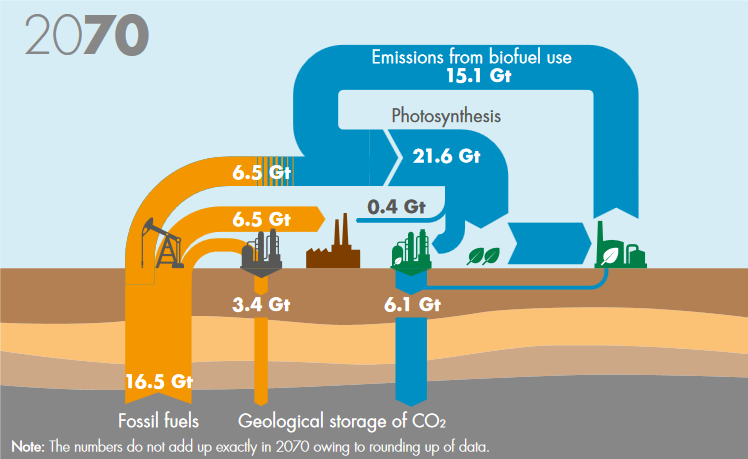 2070
Emissions from biofuel use
15.1 Gt
Photosynthesis
21.6 Gt
6.5 Gt
0.4 Gt
6.5 Gt
3.4 Gt
6.1 Gt
16.5 Gt
Fossil fuels
Geological storage of CO₂
Note: The numbers do not add up exactly in 2070 owing to rounding up of data.